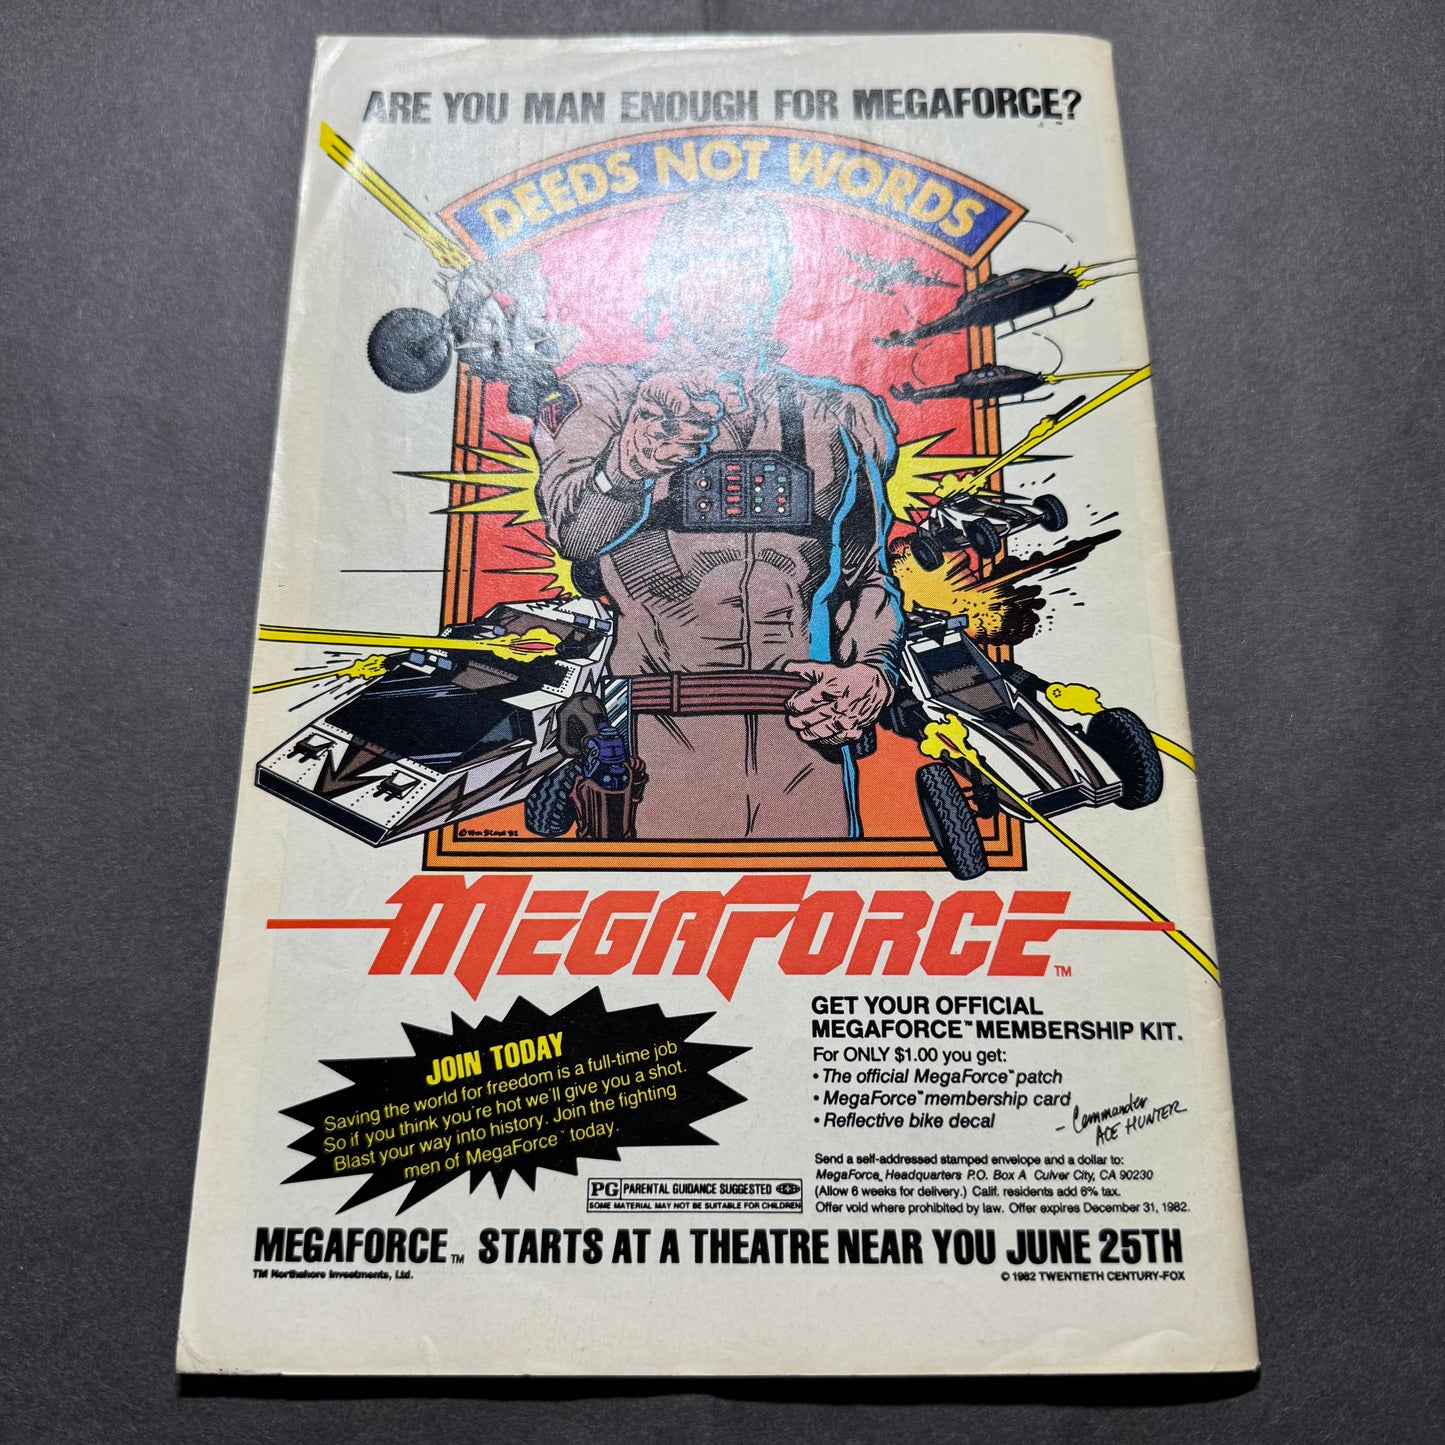 ARE YOU MAN ENOUGH FOR MEGAFORCE?
DEEDS NOT WORDS
MEGAFORCE™
JOIN TODAY
Saving the world for freedom is a full-time job
So if you think you're hot we'll give you a shot.
Blast your way into history. Join the fighting
men of MegaForce™ today.
GET YOUR OFFICIAL
MEGAFORCE™ MEMBERSHIP KIT.
For ONLY $1.00 you get:
• The official MegaForce™ patch
• MegaForce™ membership card
• Reflective bike decal
- Commander
ACE HUNTER
Send a self-addressed stamped envelope and a dollar to:
MegaForce™ Headquarters P.O. Box A Culver City, CA 90230
(Allow 6 weeks for delivery.) Calif. residents add 6% tax.
Offer void where prohibited by law. Offer expires December 31, 1982.
PG PARENTAL GUIDANCE SUGGESTED
SOME MATERIAL MAY NOT BE SUITABLE FOR CHILDREN
MEGAFORCE™ STARTS AT A THEATRE NEAR YOU JUNE 25TH
TM Northshore Investments, Ltd.
© 1982 TWENTIETH CENTURY-FOX